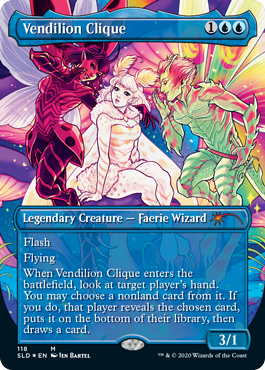 Vendilion Clique 1
Legendary Creature — Faerie Wizard
Flash
Flying
When Vendilion Clique enters the
battlefield, look at target player's hand.
You may choose a nonland card from it. If
you do, that player reveals the chosen card,
puts it on the bottom of their library, then
draws a card.
3/1
118 M
SLD ★ EN Jen Bartel
™ & © 2020 Wizards of the Coast